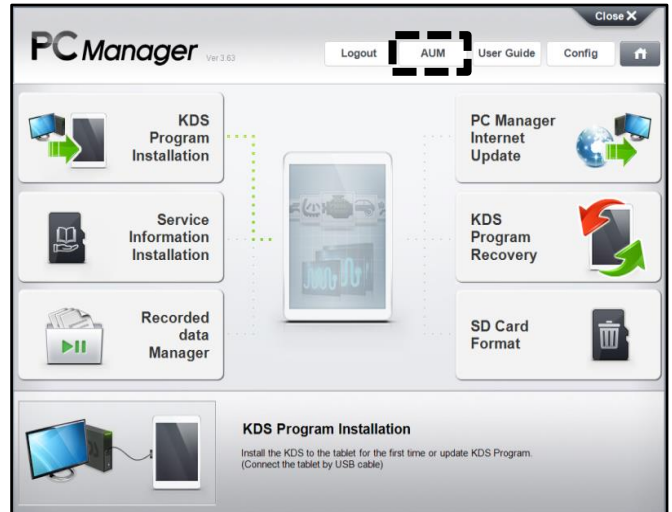 Close X
PC Manager Ver 3.63
Logout AUM User Guide Config
KDS
Program
Installation
PC Manager
Internet
Update
Service
Information
Installation
KDS
Program
Recovery
Recorded
data
Manager
SD Card
Format
KDS Program Installation
Install the KDS to the tablet for the first time or update KDS Program.
(Connect the tablet by USB cable)